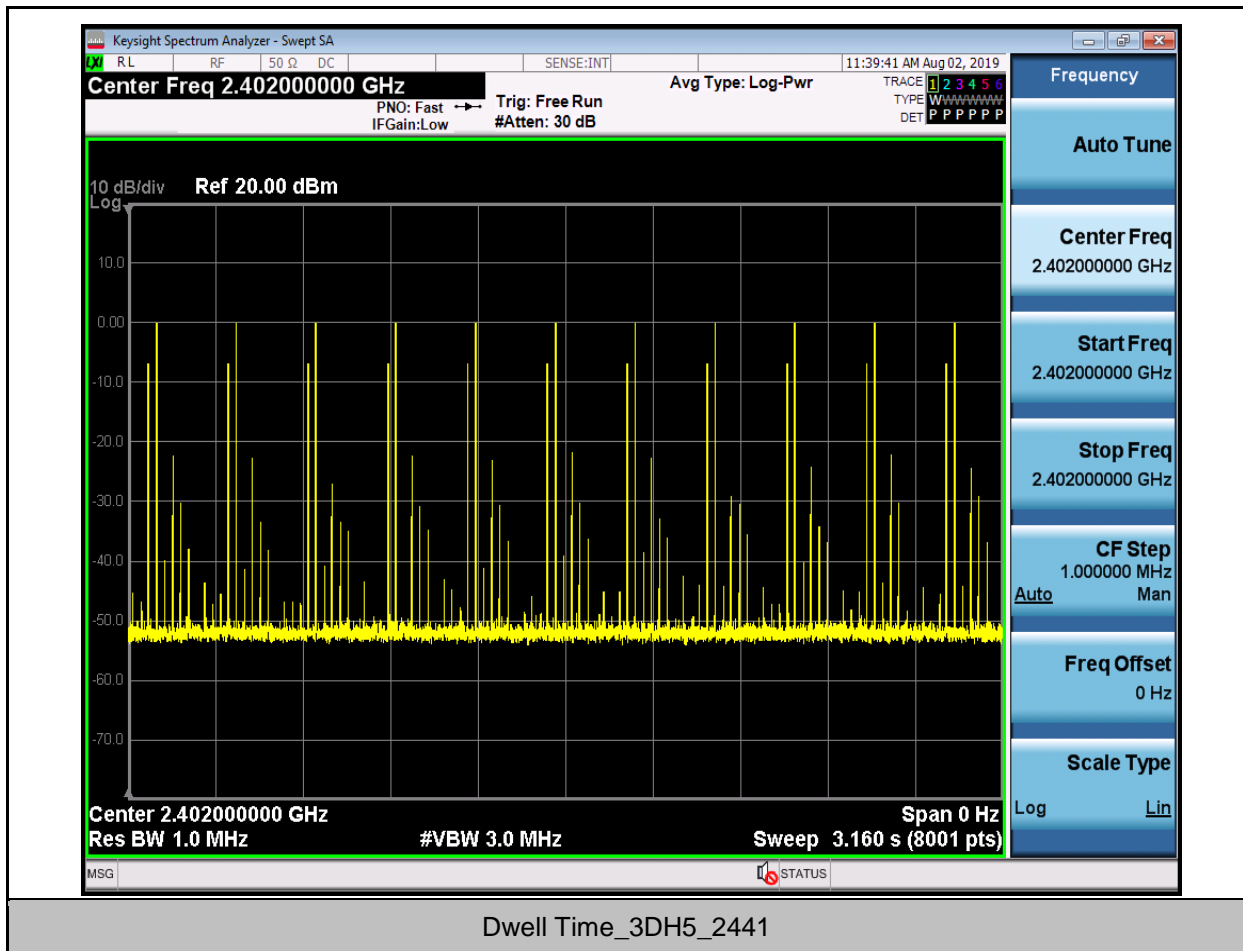 Keysight Spectrum Analyzer - Swept SA
LXI RL RF 50 Ω DC SENSE:INT 11:39:41 AM Aug 02, 2019
Center Freq 2.402000000 GHz
PNO: Fast
IFGain:Low
Trig: Free Run
#Atten: 30 dB
Avg Type: Log-Pwr
TRACE 1 2 3 4 5 6
TYPE WWWWWW
DET P P P P P P
10 dB/div Ref 20.00 dBm
Log
10.0
0.00
-10.0
-20.0
-30.0
-40.0
-50.0
-60.0
-70.0
Center 2.402000000 GHz Span 0 Hz
Res BW 1.0 MHz #VBW 3.0 MHz Sweep 3.160 s (8001 pts)
MSG STATUS
Frequency
Auto Tune
Center Freq
2.402000000 GHz
Start Freq
2.402000000 GHz
Stop Freq
2.402000000 GHz
CF Step
1.000000 MHz
Auto Man
Freq Offset
0 Hz
Scale Type
Log Lin
Dwell Time_3DH5_2441